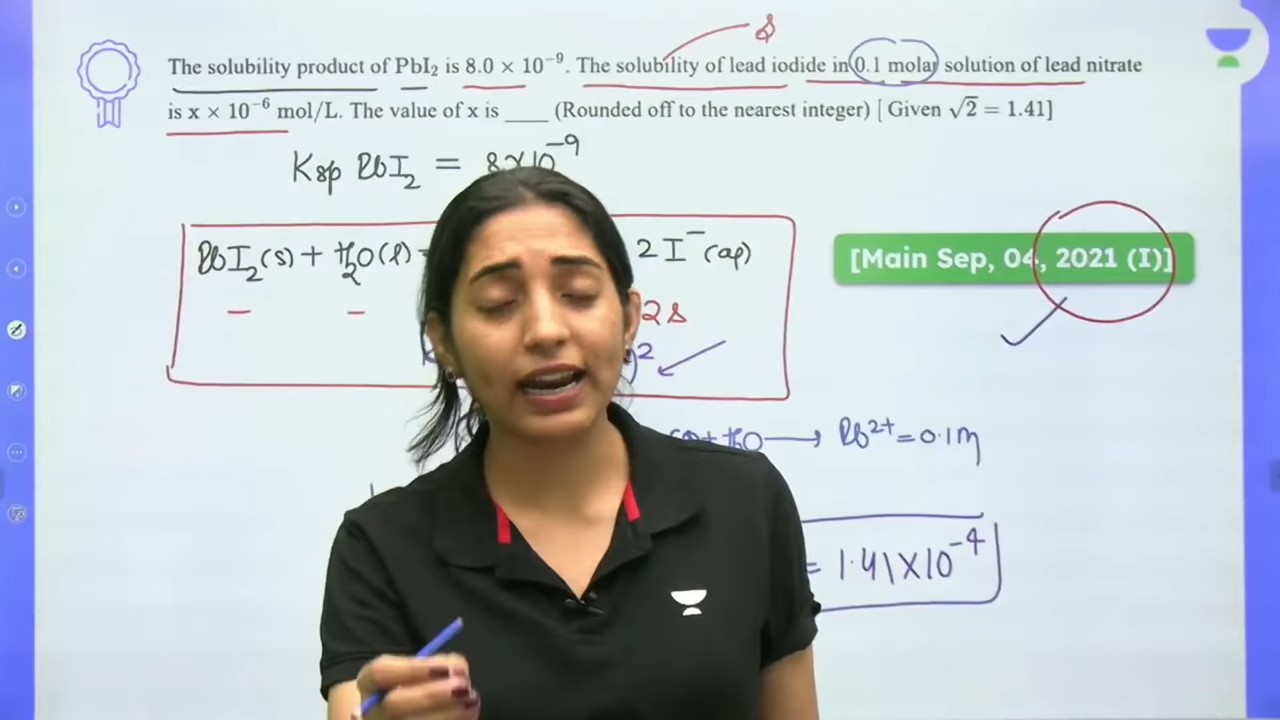 The solubility product of PbI₂ is 8.0 × 10⁻⁹. The solubility of lead iodide in 0.1 molar solution of lead nitrate
is x × 10⁻⁶ mol/L. The value of x is ____ (Rounded off to the nearest integer) [ Given √2 = 1.41]
s
Ksp PbI₂ = 8×10⁻⁹
PbI₂(s) + H₂O(l) 2I⁻(aq)
[Main Sep, 04, 2021 (I)]
– – 2s
)²
+ H₂O → Pb²⁺ = 0.1M
= 1.41×10⁻⁴